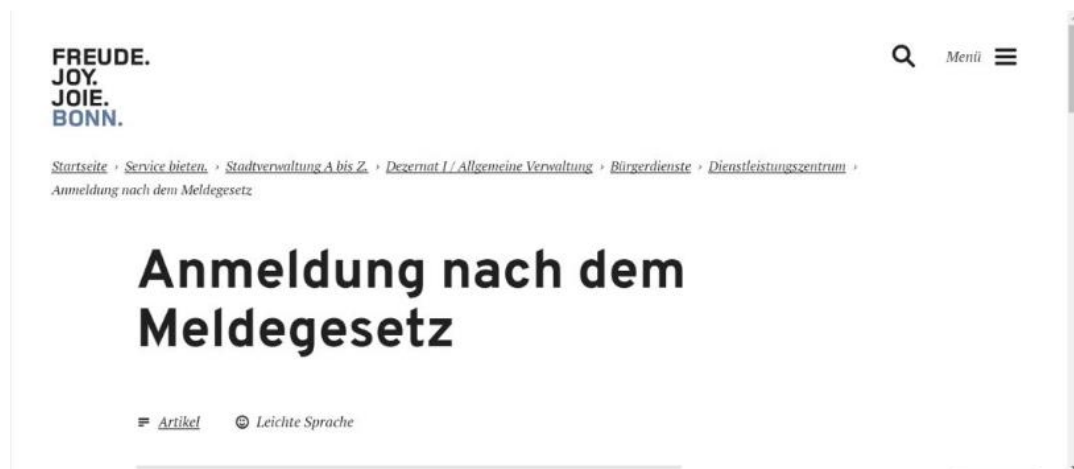 FREUDE.
JOY.
JOIE.
BONN.
Menü
Startseite › Service bieten. › Stadtverwaltung A bis Z. › Dezernat I / Allgemeine Verwaltung › Bürgerdienste › Dienstleistungszentrum ›
Anmeldung nach dem Meldegesetz
Anmeldung nach dem
Meldegesetz
Artikel
Leichte Sprache